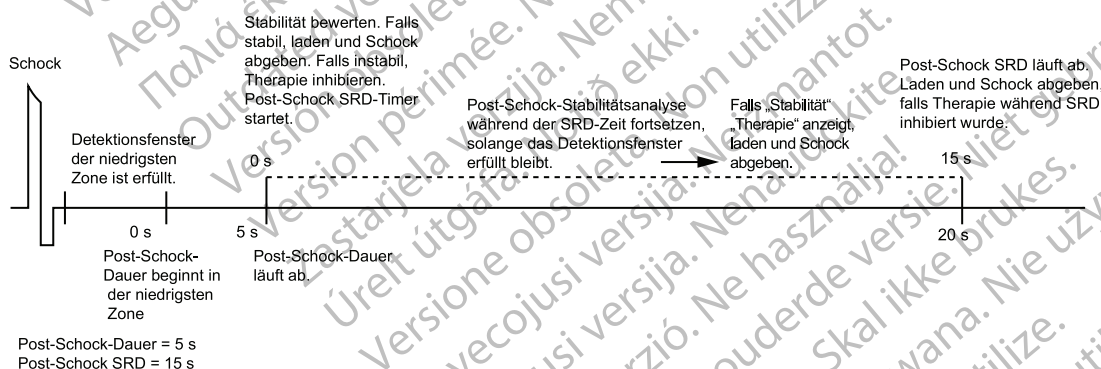 Schock
Detektionsfenster
der niedrigsten
Zone ist erfüllt.
Stabilität bewerten. Falls
stabil, laden und Schock
abgeben. Falls instabil,
Therapie inhibieren.
Post-Schock SRD-Timer
startet.
0 s
Post-Schock-Stabilitätsanalyse
während der SRD-Zeit fortsetzen,
solange das Detektionsfenster
erfüllt bleibt.
Falls „Stabilität“
„Therapie“ anzeigt,
laden und Schock
abgeben.
Post-Schock SRD läuft ab.
Laden und Schock abgeben,
falls Therapie während SRD
inhibiert wurde.
15 s
0 s
5 s
20 s
Post-Schock-
Dauer beginnt in
der niedrigsten
Zone
Post-Schock-Dauer
läuft ab.
Post-Schock-Dauer = 5 s
Post-Schock SRD = 15 s